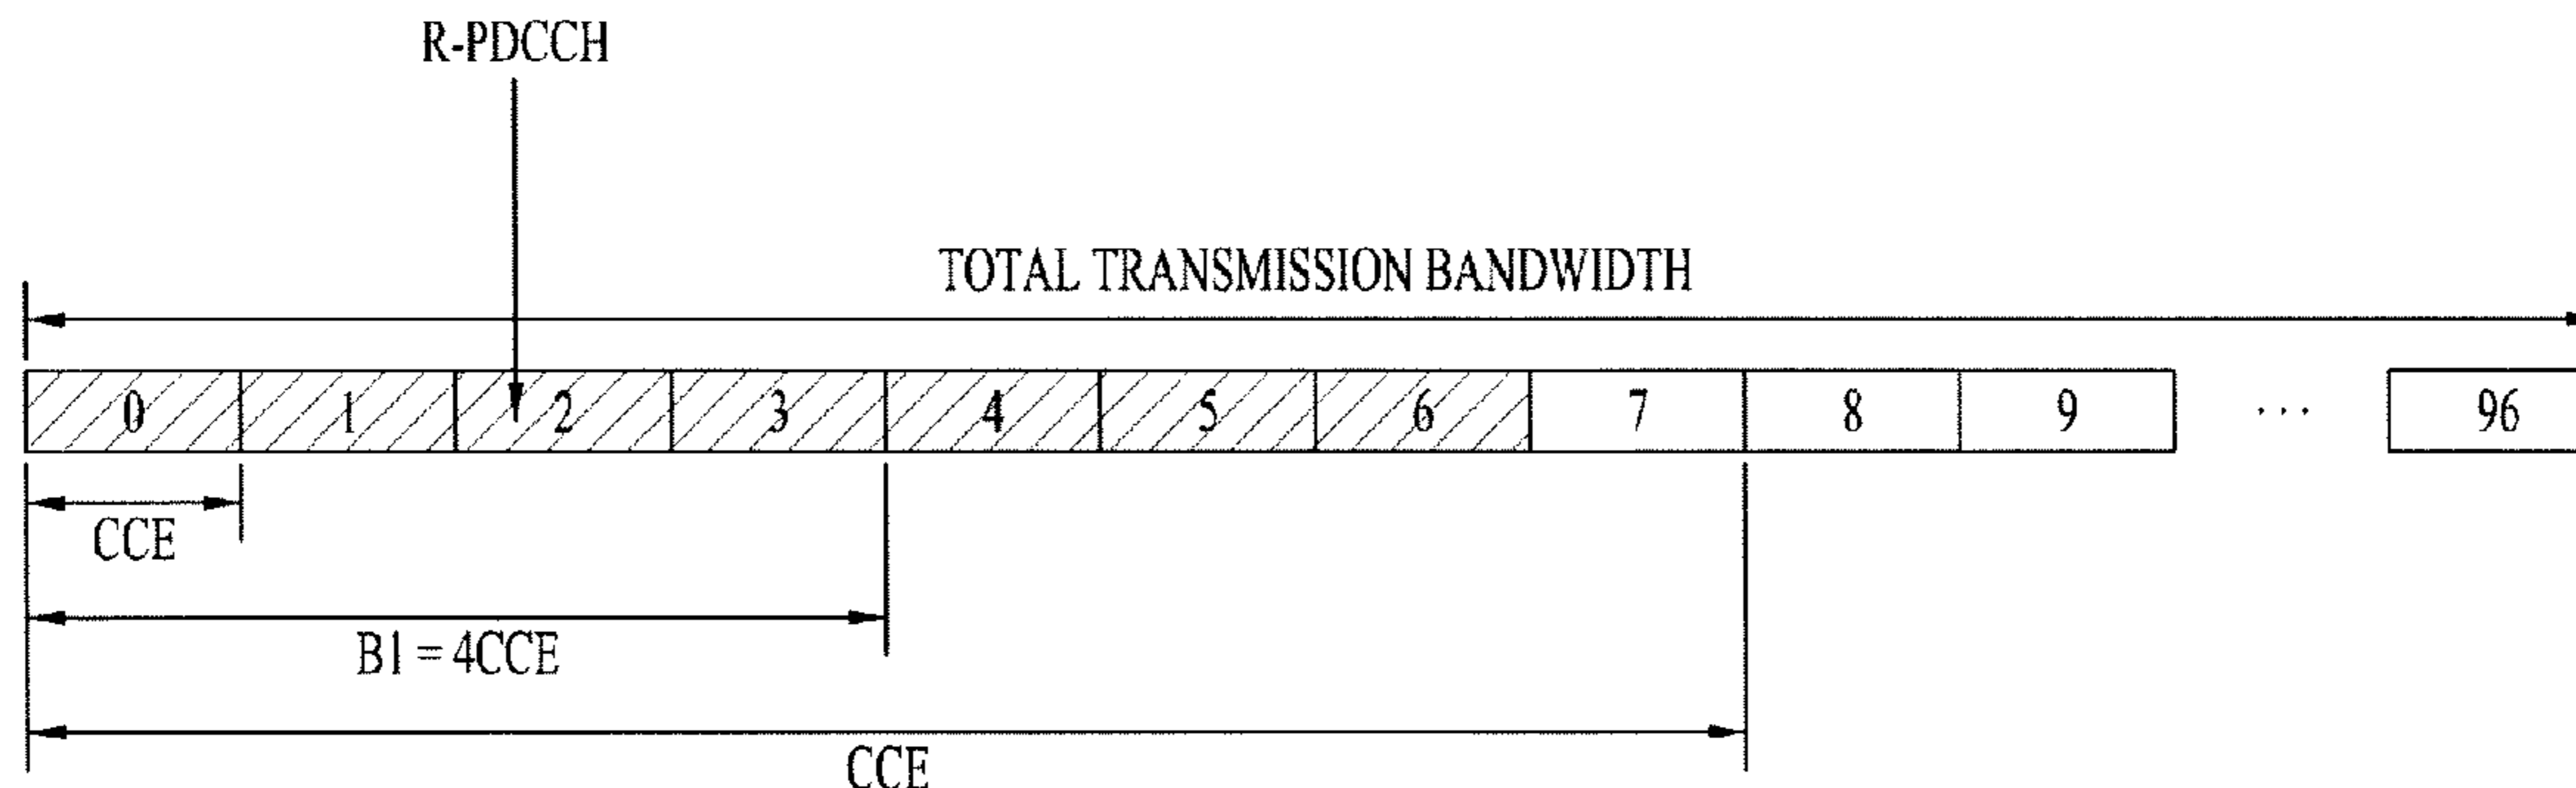 R-PDCCH
TOTAL TRANSMISSION BANDWIDTH
0 1 2 3 4 5 6 7 8 9 ... 96
CCE
B1 = 4CCE
CCE